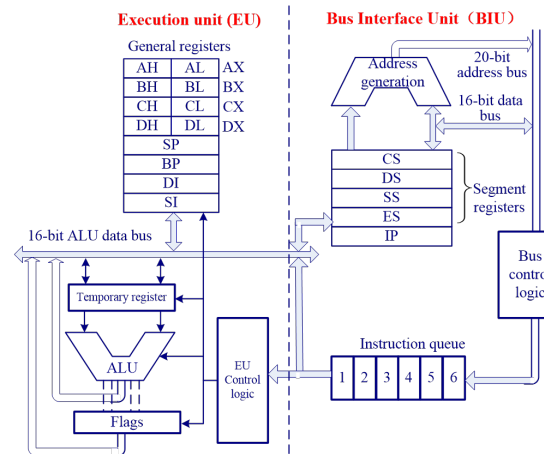 Execution unit (EU)
General registers
AH AL AX
BH BL BX
CH CL CX
DH DL DX
SP
BP
DI
SI
16-bit ALU data bus
Temporary register
ALU
Flags
EU
Control
logic
Bus Interface Unit（BIU）
Address
generation
20-bit
address bus
16-bit data
bus
CS
DS
SS
ES
IP
Segment
registers
Bus
control
logic
Instruction queue
1 2 3 4 5 6